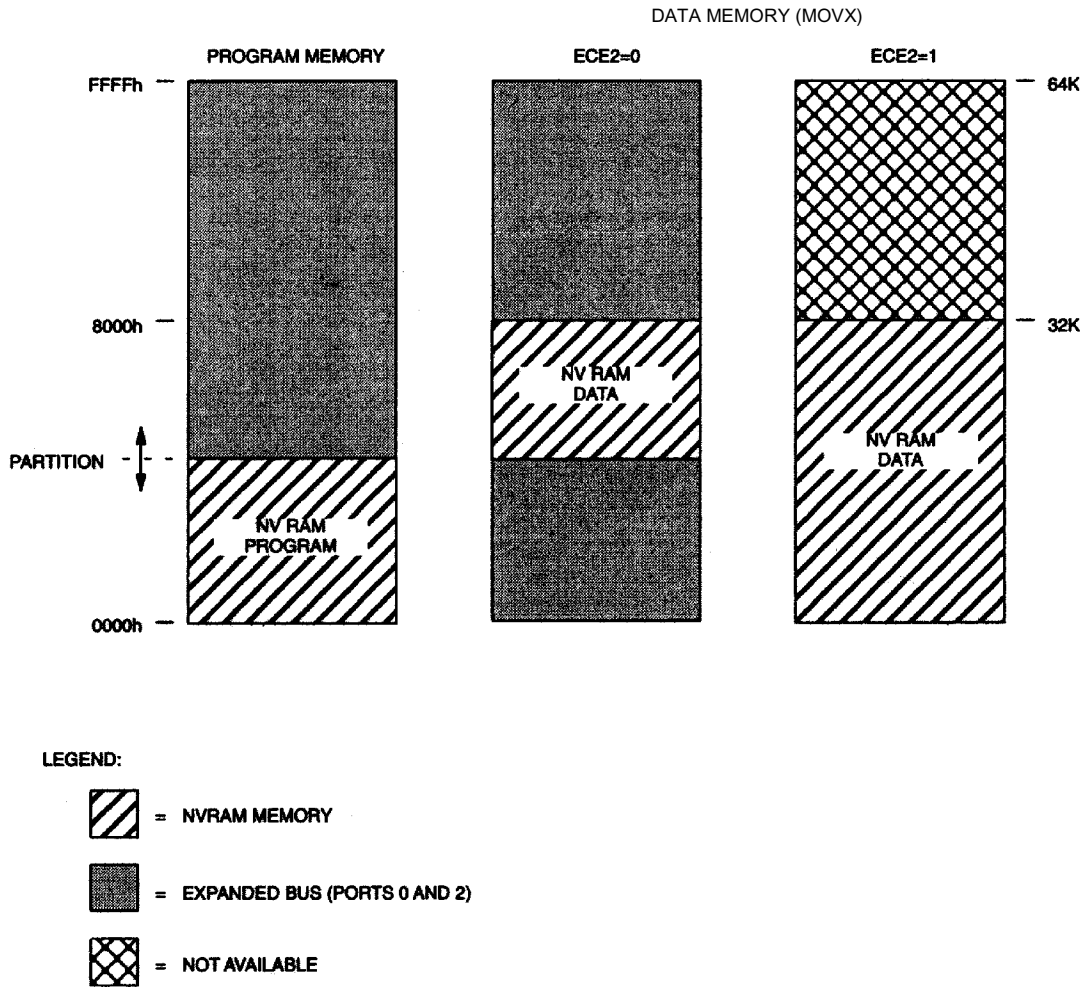 DATA MEMORY (MOVX)
PROGRAM MEMORY
ECE2=0
ECE2=1
FFFFh
64K
8000h
32K
NV RAM
DATA
NV RAM
DATA
PARTITION
NV RAM
PROGRAM
0000h
LEGEND:
= NVRAM MEMORY
= EXPANDED BUS (PORTS 0 AND 2)
= NOT AVAILABLE